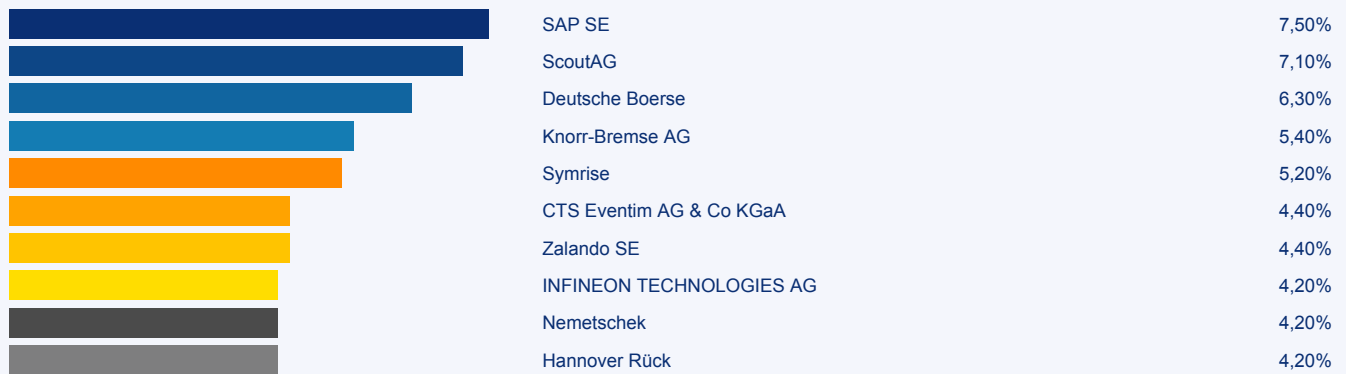 SAP SE 7,50%
ScoutAG 7,10%
Deutsche Boerse 6,30%
Knorr-Bremse AG 5,40%
Symrise 5,20%
CTS Eventim AG & Co KGaA 4,40%
Zalando SE 4,40%
INFINEON TECHNOLOGIES AG 4,20%
Nemetschek 4,20%
Hannover Rück 4,20%